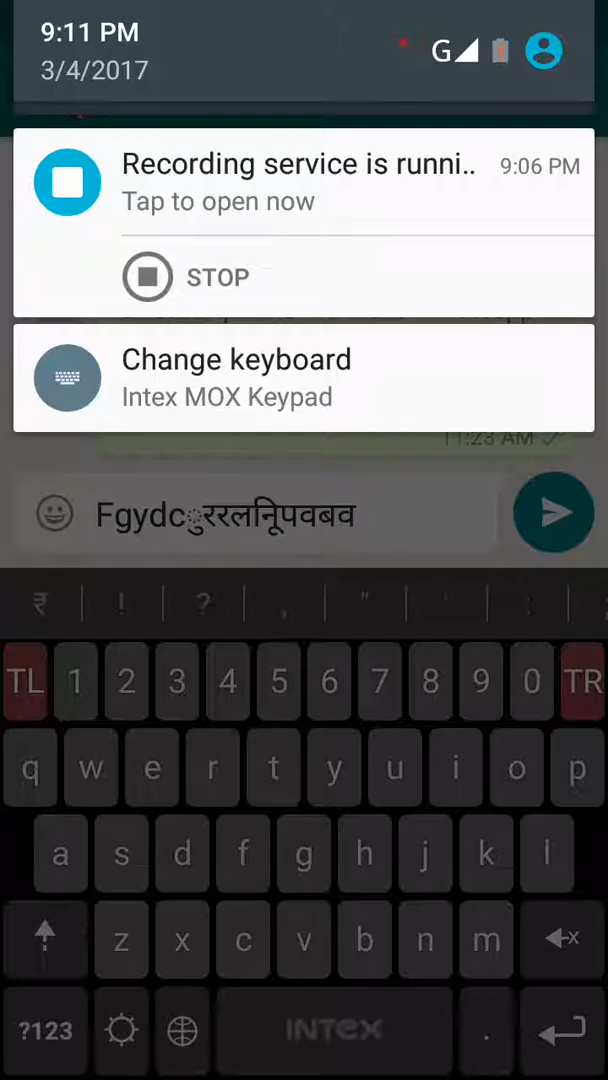 9:11 PM
3/4/2017
G
Recording service is runni..
9:06 PM
Tap to open now
STOP
Change keyboard
Intex MOX Keypad
11:23 AM
Fgydcुररलनिूपवबव
₹ ! ? , " ' :
TL 1 2 3 4 5 6 7 8 9 0 TR
q w e r t y u i o p
a s d f g h j k l
z x c v b n m
?123 INTEX .